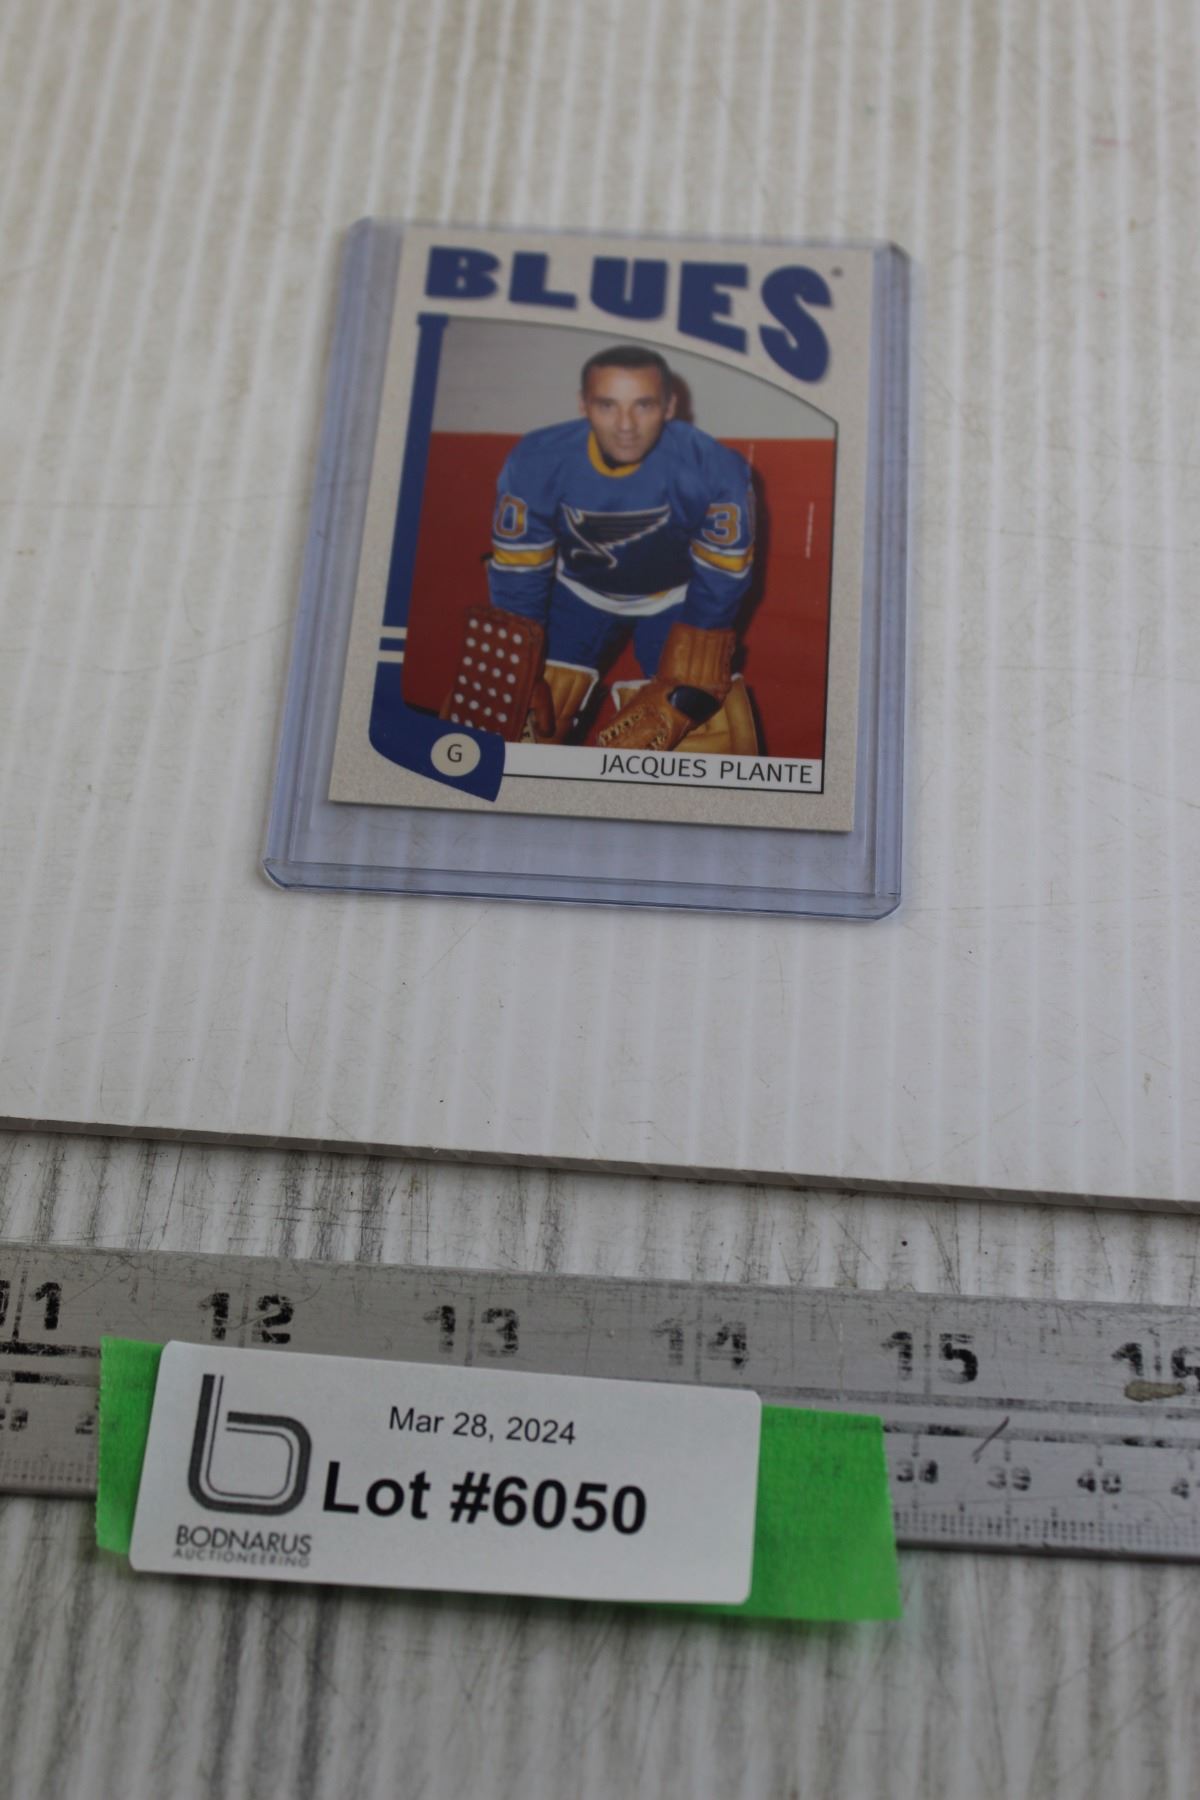 BLUES
0
3
G
JACQUES PLANTE
11 12 13 14 15
38 39 40
Mar 28, 2024
Lot #6050
BODNARUS
AUCTIONEERING